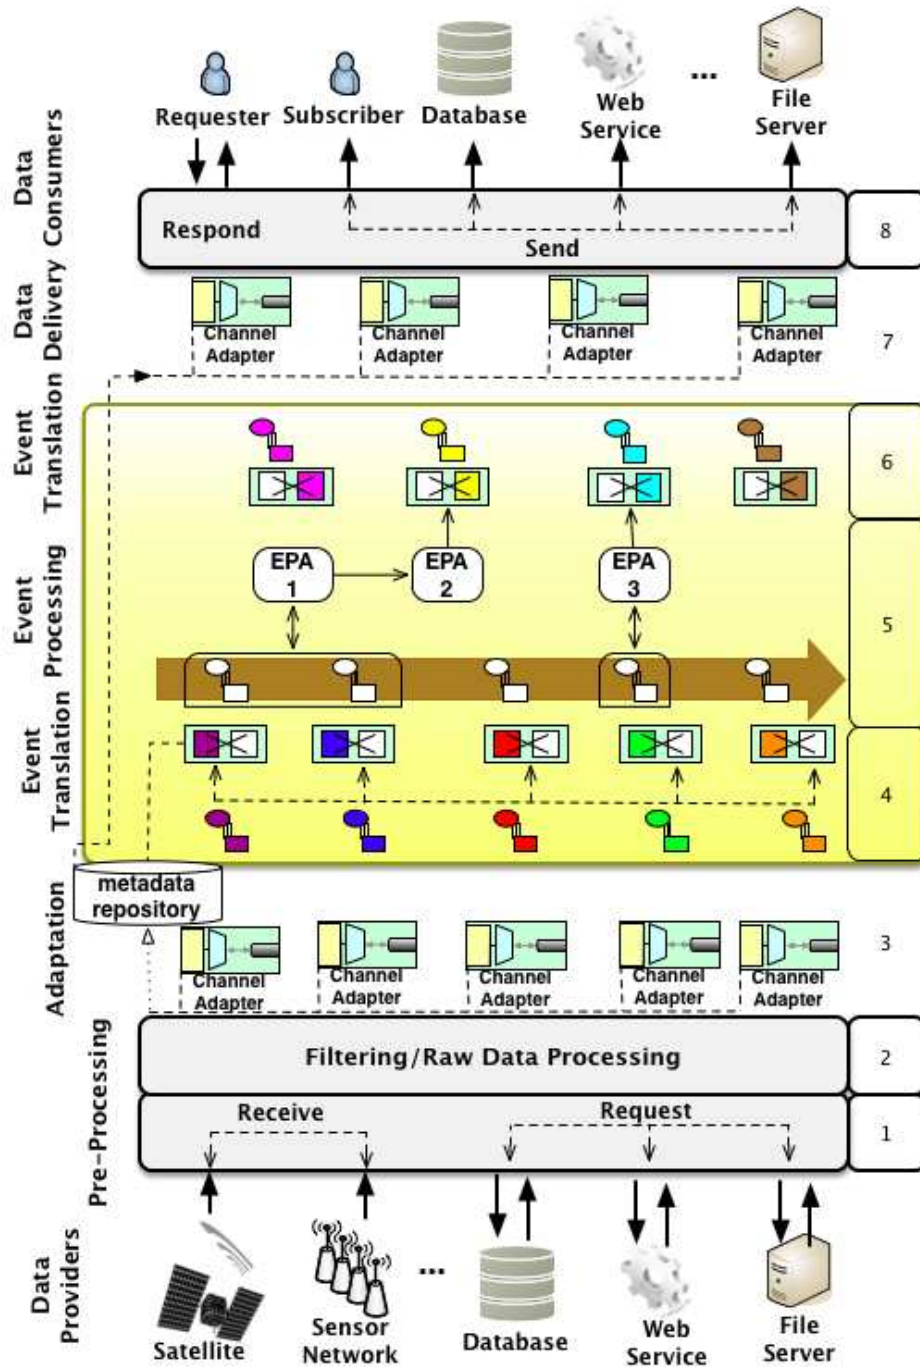 Requester
Subscriber
Database
Web
Service
...
File
Server
Data
Consumers
Respond
Send
8
Data
Delivery
Channel
Adapter
Channel
Adapter
Channel
Adapter
Channel
Adapter
7
Event
Translation
6
Event
Processing
EPA
1
EPA
2
EPA
3
5
Event
Translation
4
metadata
repository
Adaptation
Channel
Adapter
Channel
Adapter
Channel
Adapter
Channel
Adapter
Channel
Adapter
3
Pre-Processing
Filtering/Raw Data Processing
2
Receive
Request
1
Data
Providers
Satellite
Sensor
Network
...
Database
Web
Service
File
Server